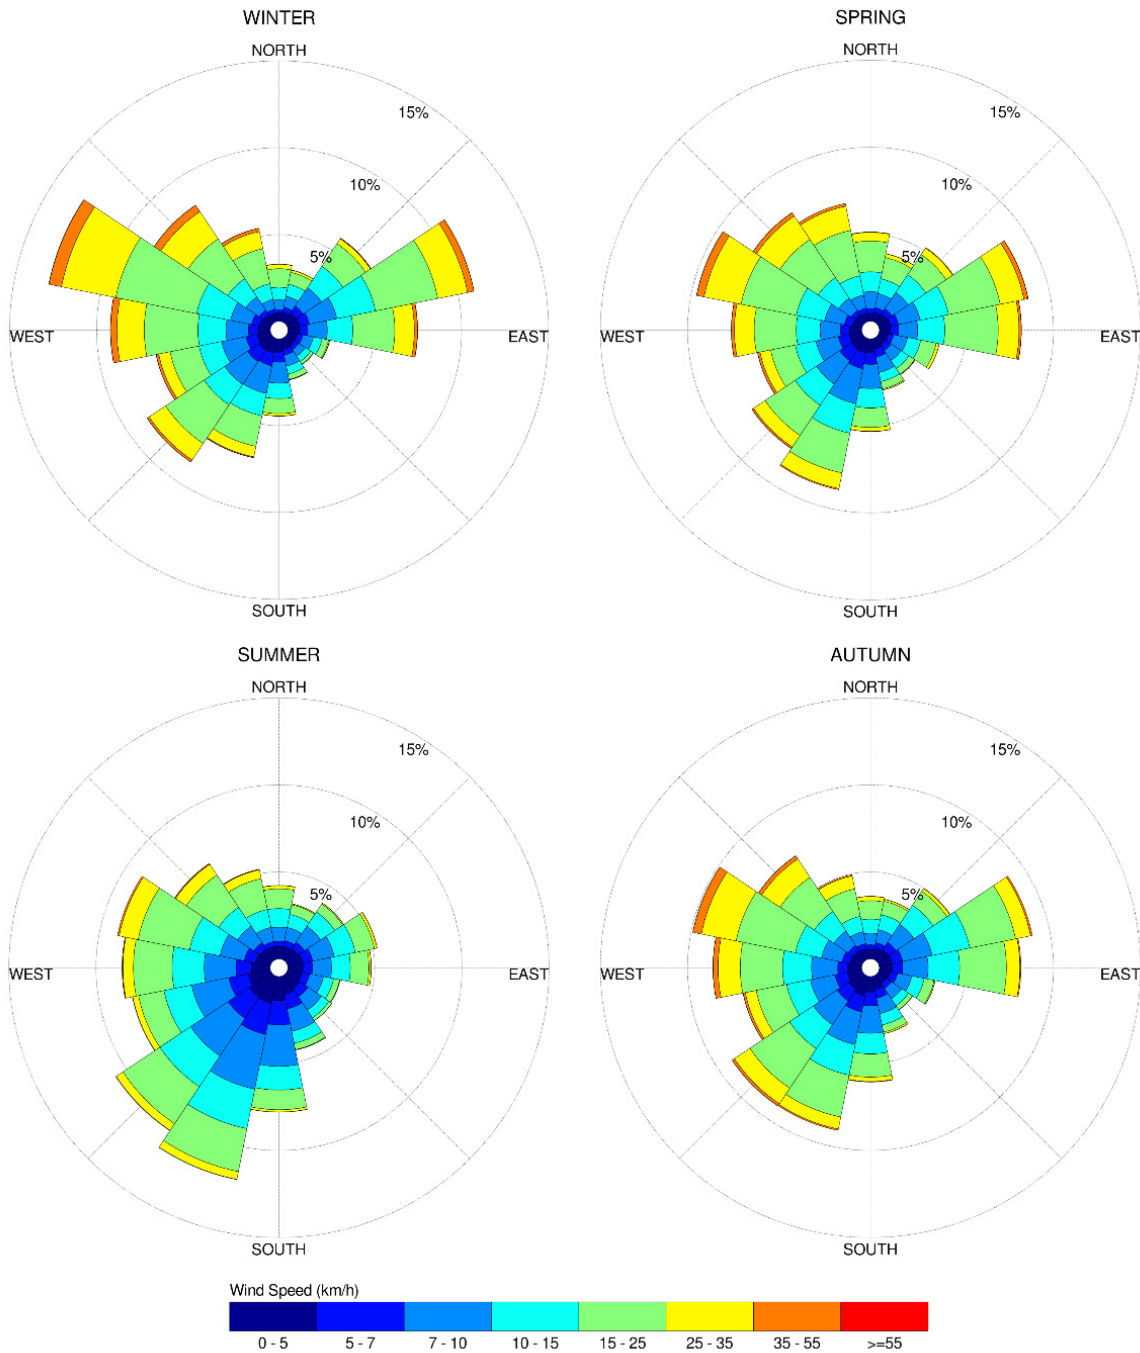 WINTER
NORTH
15%
10%
5%
WEST
EAST
SOUTH
SPRING
NORTH
15%
10%
5%
WEST
EAST
SOUTH
SUMMER
NORTH
15%
10%
5%
WEST
EAST
SOUTH
AUTUMN
NORTH
15%
10%
5%
WEST
EAST
SOUTH
Wind Speed (km/h)
0 - 5 5 - 7 7 - 10 10 - 15 15 - 25 25 - 35 35 - 55 >=55